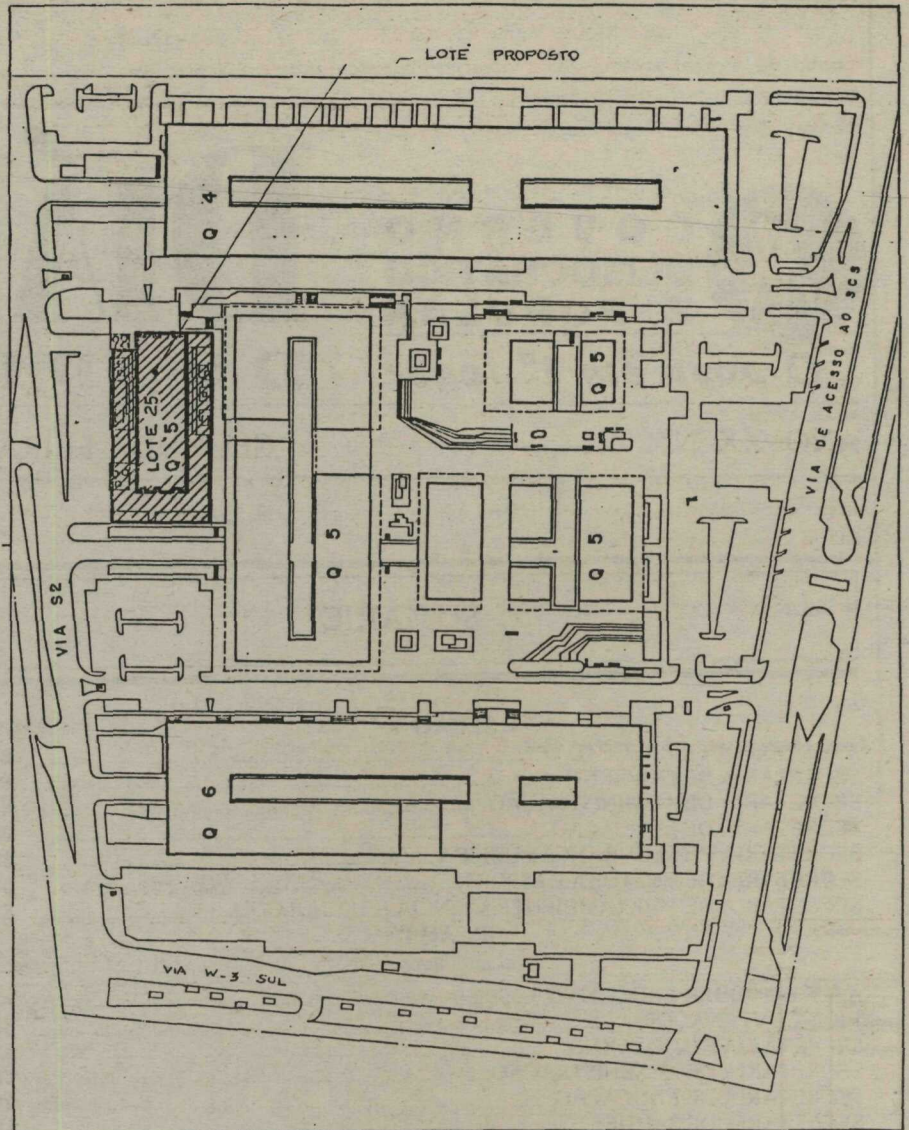 LOTE PROPOSTO
4
Q
LOTE 25
Q 5
Q 5
Q 5
Q 5
VIA DE ACESSO AO SCS
VIA S2
6
Q
VIA W-3 SUL